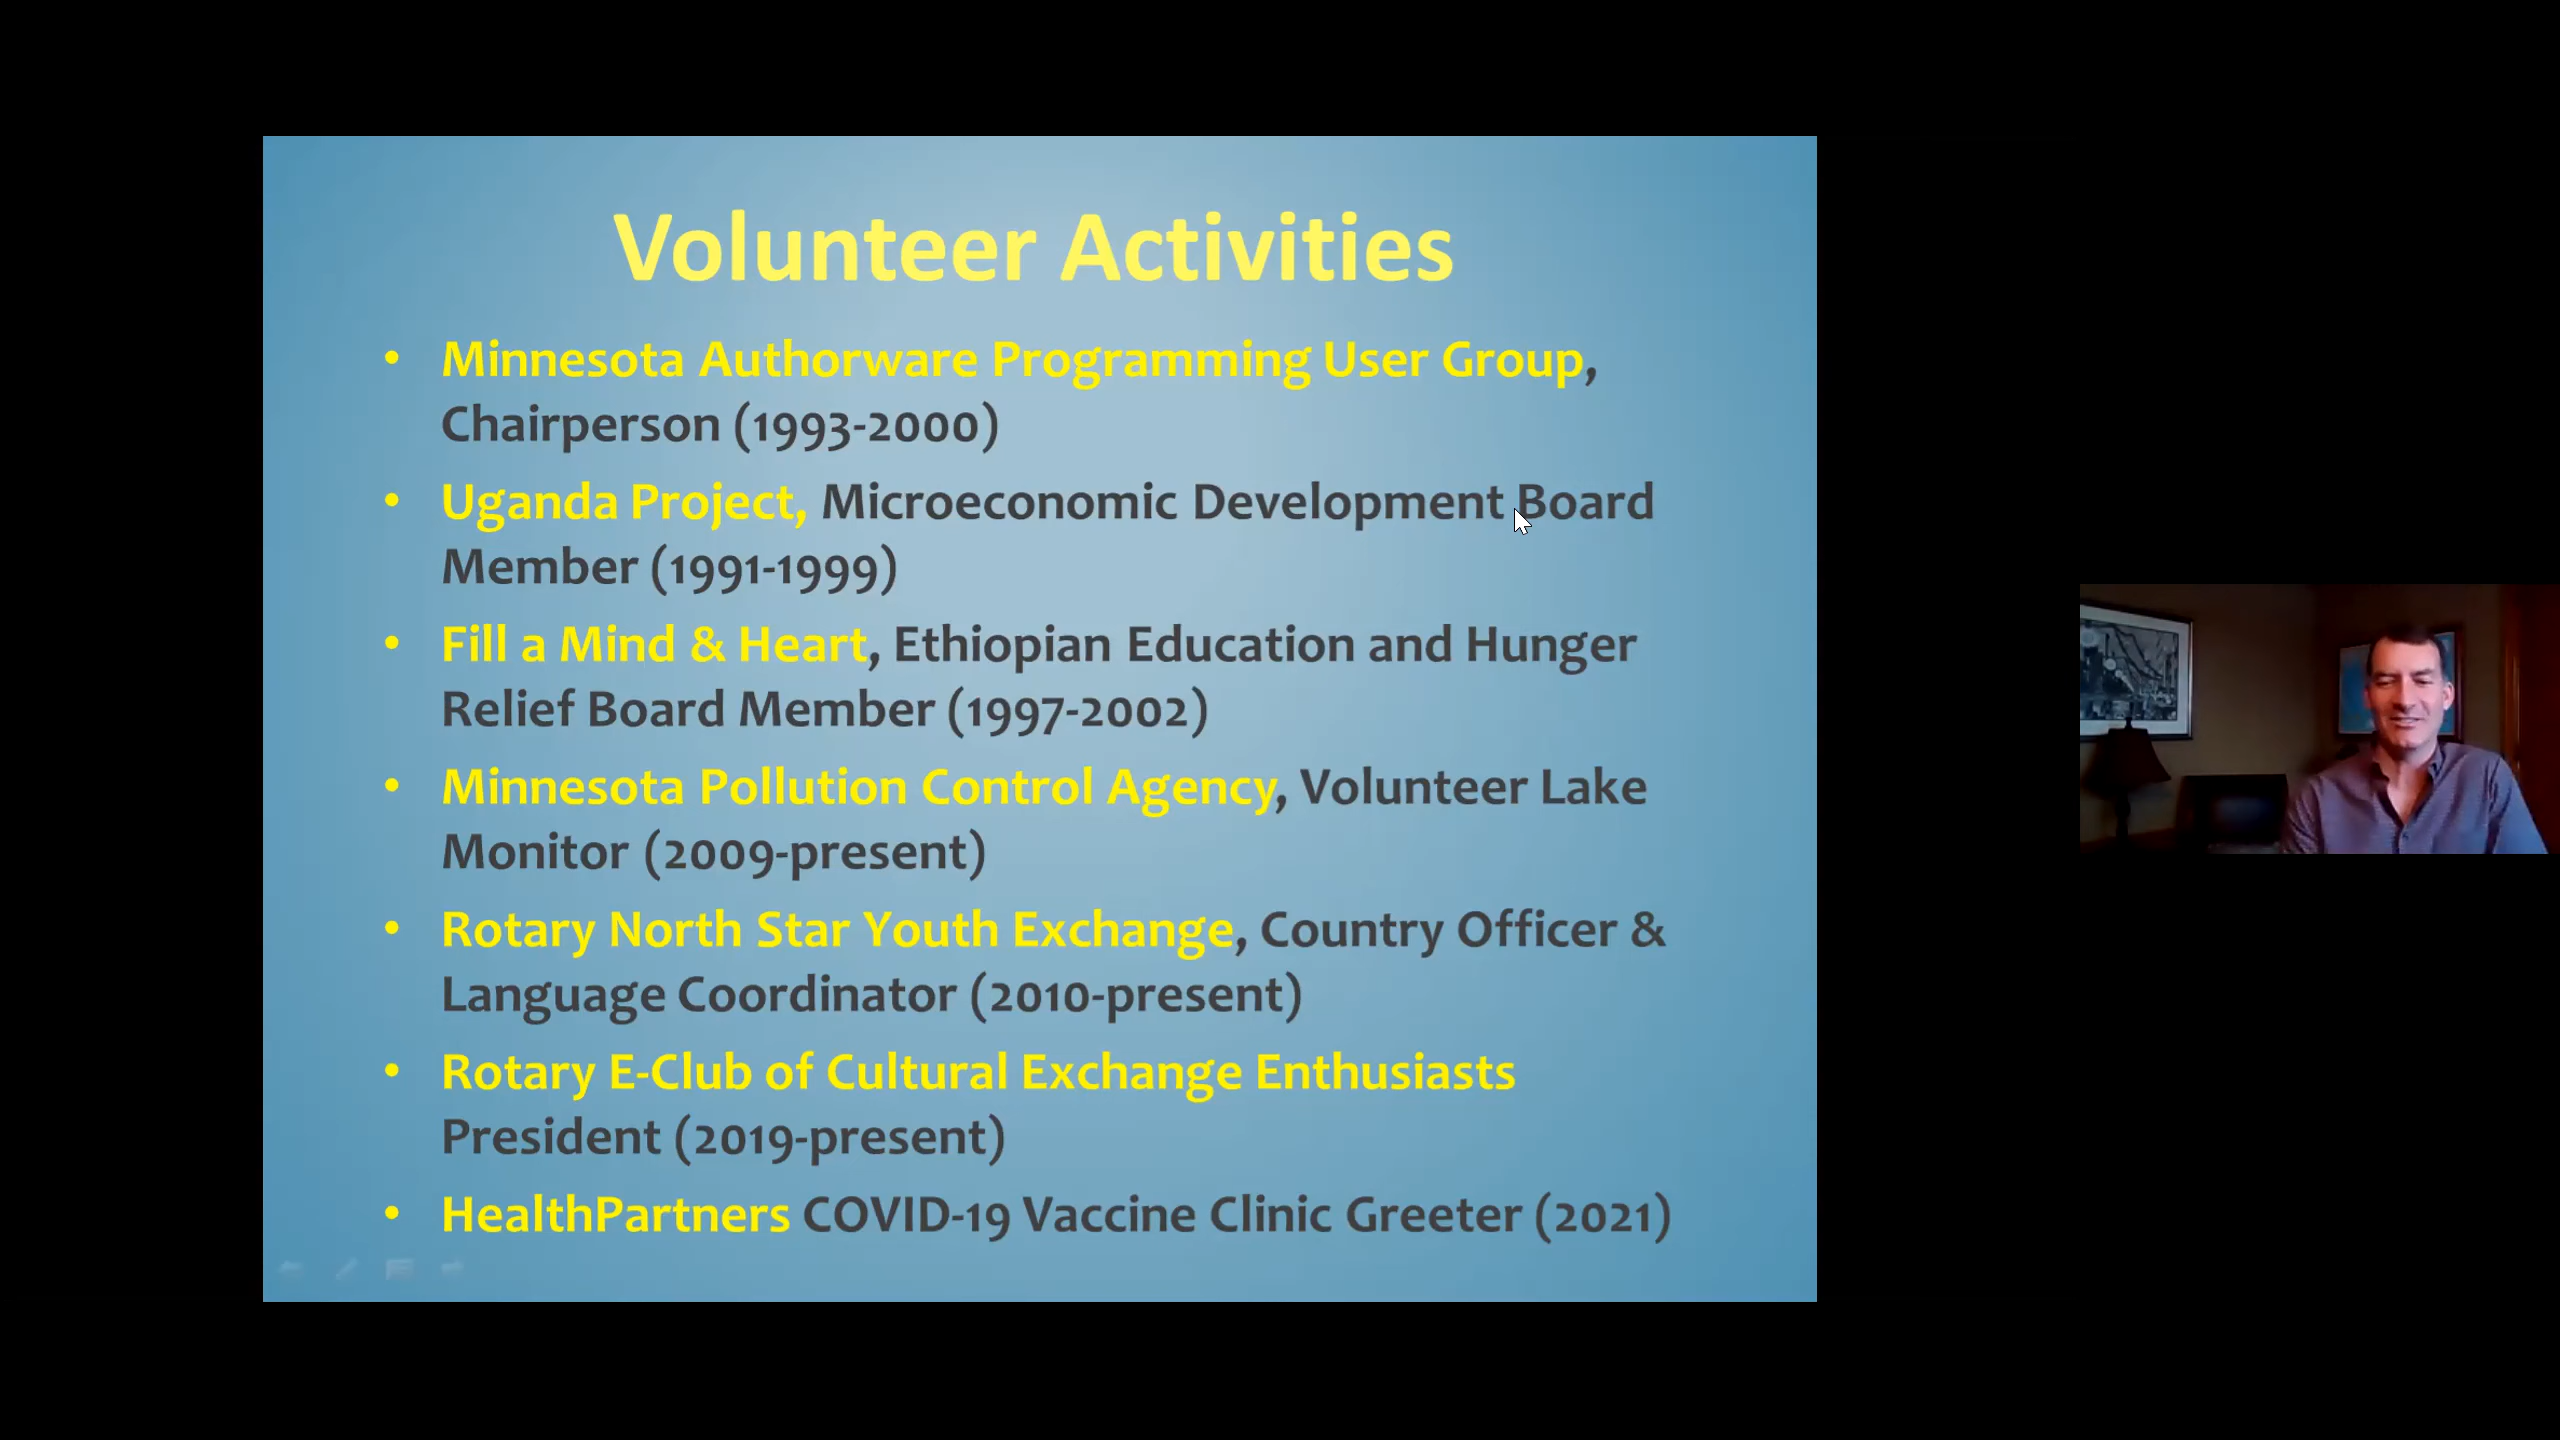 Volunteer Activities
• Minnesota Authorware Programming User Group,
Chairperson (1993-2000)
• Uganda Project, Microeconomic Development Board
Member (1991-1999)
• Fill a Mind & Heart, Ethiopian Education and Hunger
Relief Board Member (1997-2002)
• Minnesota Pollution Control Agency, Volunteer Lake
Monitor (2009-present)
• Rotary North Star Youth Exchange, Country Officer &
Language Coordinator (2010-present)
• Rotary E-Club of Cultural Exchange Enthusiasts
President (2019-present)
• HealthPartners COVID-19 Vaccine Clinic Greeter (2021)